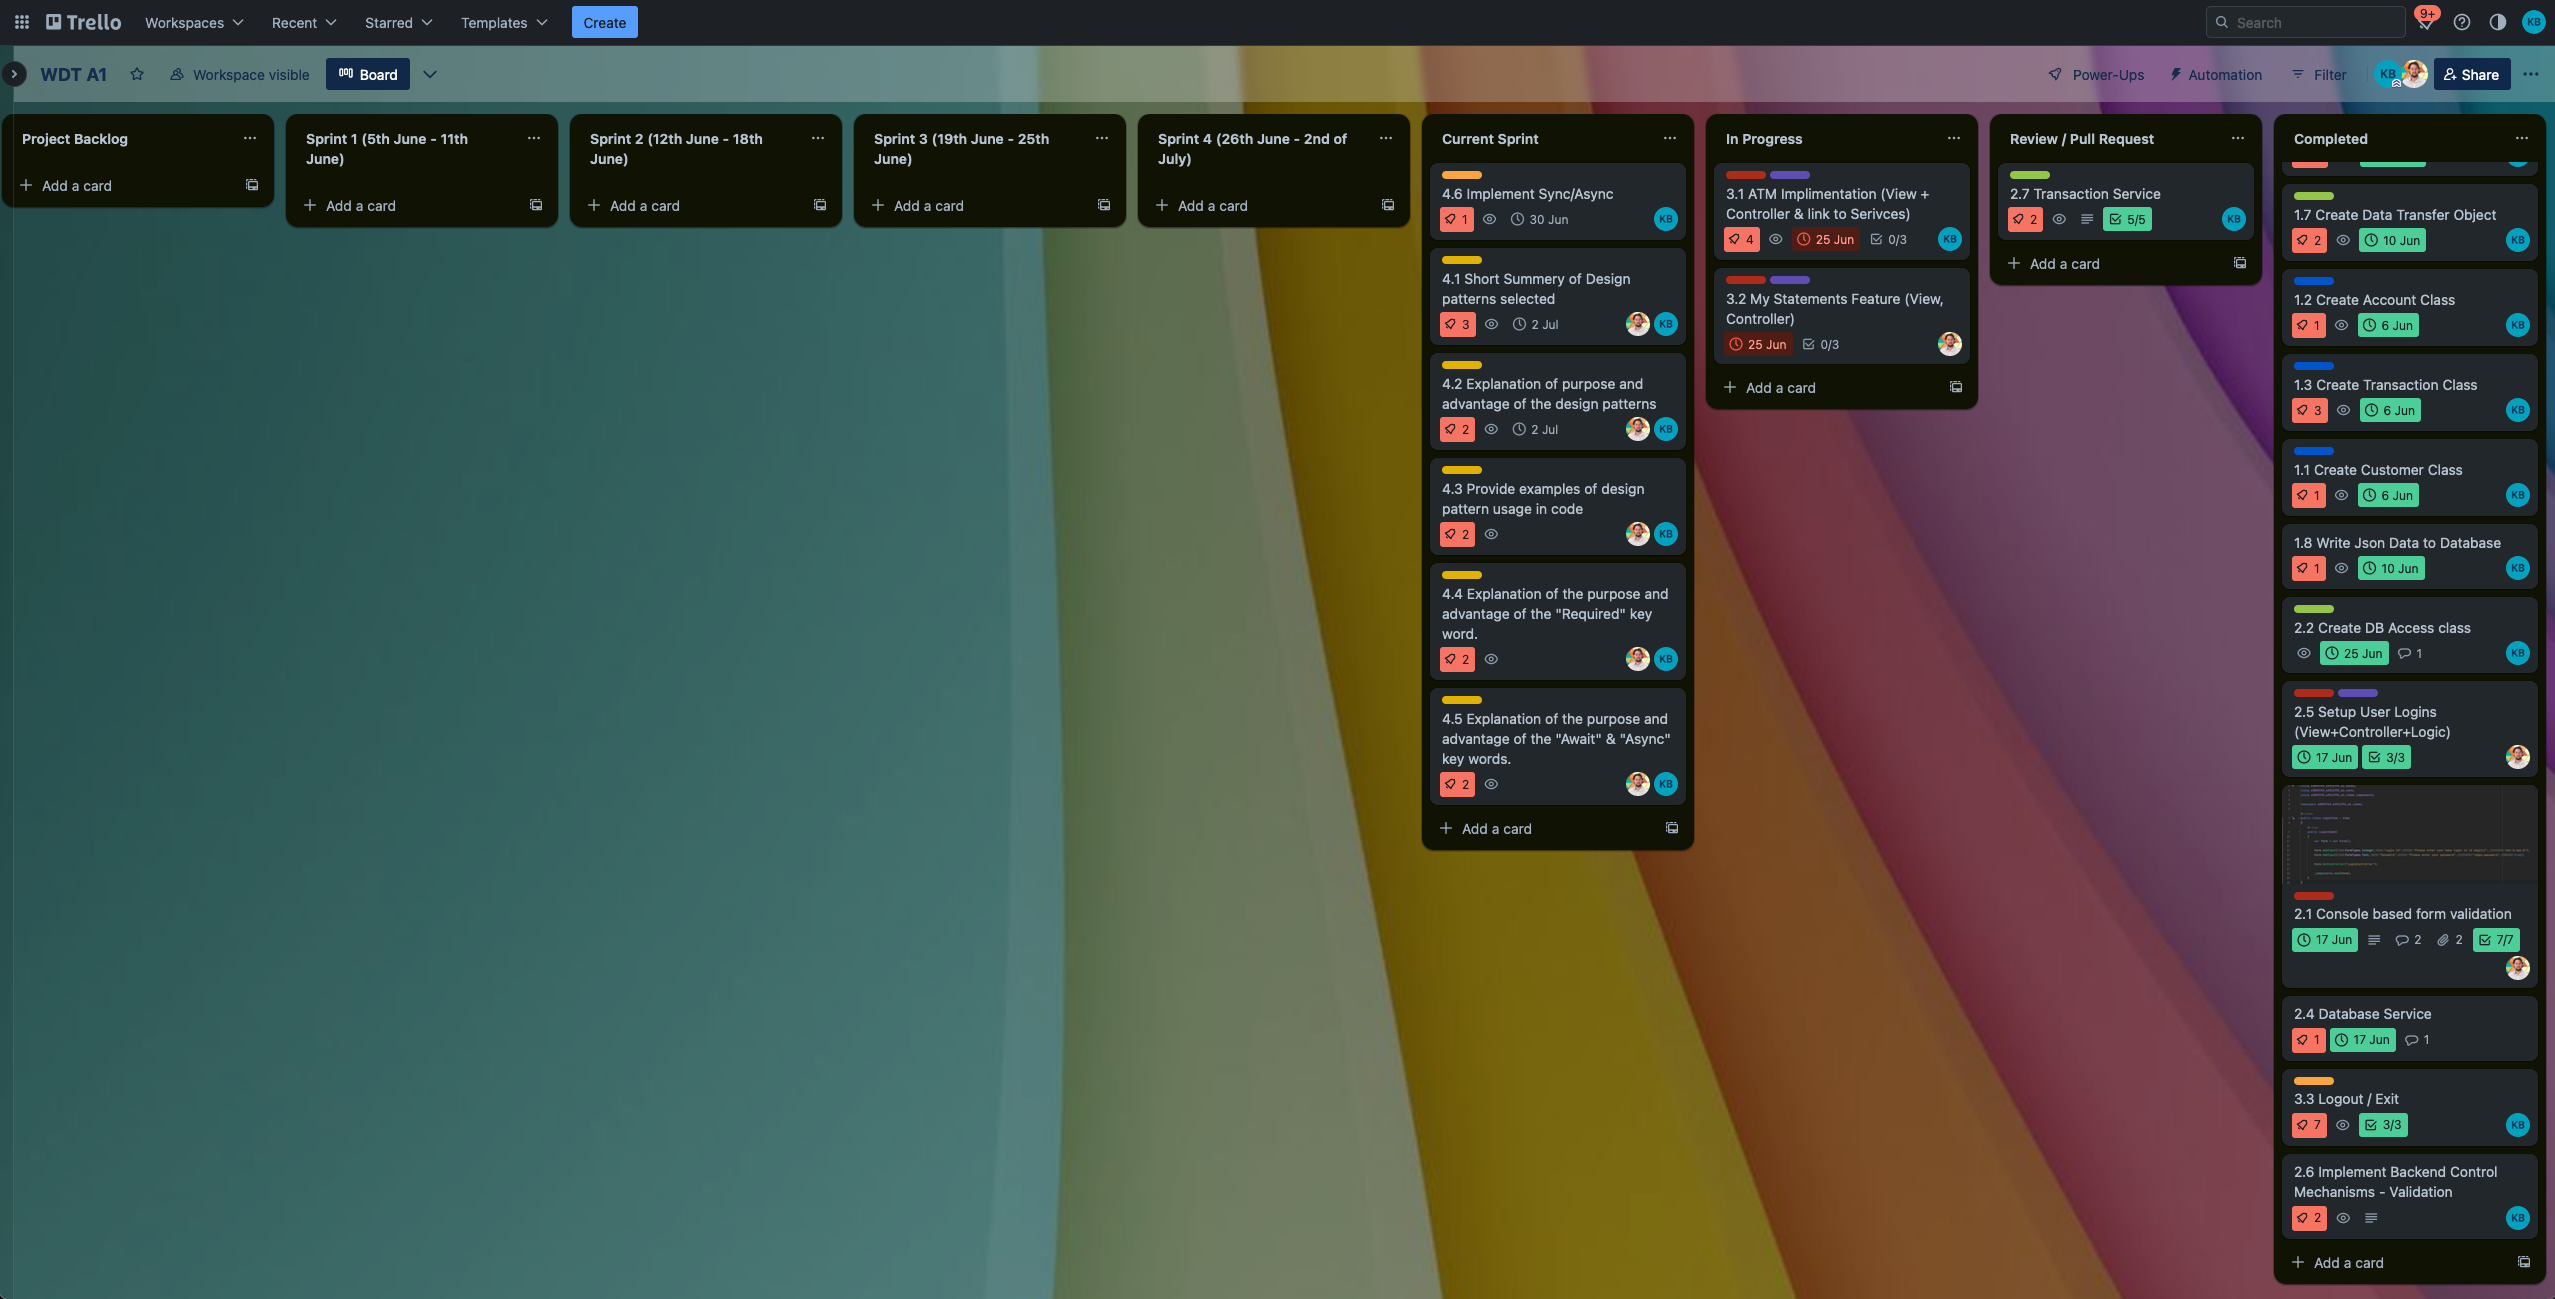 Trello
Workspaces
Recent
Starred
Templates
Create
Search
9+
KB
WDT A1
Workspace visible
Board
Power-Ups
Automation
Filter
KB
Share
Project Backlog
Add a card
Sprint 1 (5th June - 11th
June)
Add a card
Sprint 2 (12th June - 18th
June)
Add a card
Sprint 3 (19th June - 25th
June)
Add a card
Sprint 4 (26th June - 2nd of
July)
Add a card
Current Sprint
4.6 Implement Sync/Async
1 30 Jun KB
4.1 Short Summery of Design
patterns selected
3 2 Jul KB
4.2 Explanation of purpose and
advantage of the design patterns
2 2 Jul KB
4.3 Provide examples of design
pattern usage in code
2 KB
4.4 Explanation of the purpose and
advantage of the "Required" key
word.
2 KB
4.5 Explanation of the purpose and
advantage of the "Await" & "Async"
key words.
2 KB
Add a card
In Progress
3.1 ATM Implimentation (View +
Controller & link to Serivces)
4 25 Jun 0/3 KB
3.2 My Statements Feature (View,
Controller)
25 Jun 0/3
Add a card
Review / Pull Request
2.7 Transaction Service
2 5/5 KB
Add a card
Completed
1.7 Create Data Transfer Object
2 10 Jun KB
1.2 Create Account Class
1 6 Jun KB
1.3 Create Transaction Class
3 6 Jun KB
1.1 Create Customer Class
1 6 Jun KB
1.8 Write Json Data to Database
1 10 Jun KB
2.2 Create DB Access class
25 Jun 1 KB
2.5 Setup User Logins
(View+Controller+Logic)
17 Jun 3/3
2.1 Console based form validation
17 Jun 2 2 7/7
2.4 Database Service
1 17 Jun 1
3.3 Logout / Exit
7 3/3 KB
2.6 Implement Backend Control
Mechanisms - Validation
2 KB
Add a card